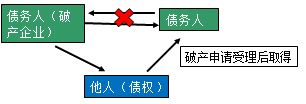 债务人（破
产企业）
债务人
破产申请受理后取得
他人（债权）